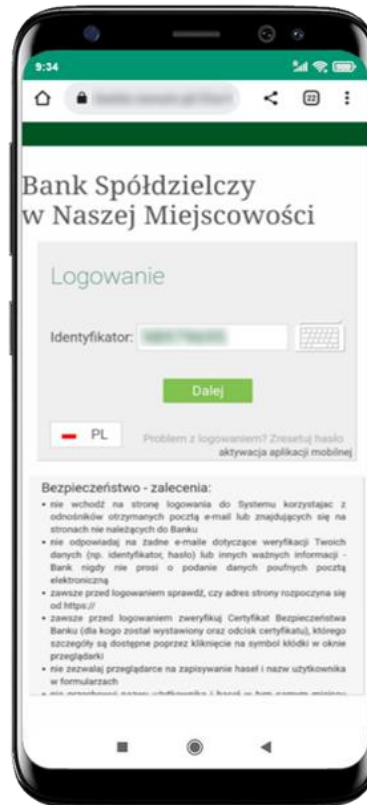 9:34
22
Bank Spółdzielczy
w Naszej Miejscowości
Logowanie
Identyfikator:
Dalej
PL
Problem z logowaniem? Zresetuj hasło
aktywacja aplikacji mobilnej
Bezpieczeństwo - zalecenia:
• nie wchodź na stronę logowania do Systemu korzystajac z
odnośników otrzymanych pocztą e-mail lub znajdujących się na
stronach nie należących do Banku
• nie odpowiadaj na żadne e-maile dotyczące weryfikacji Twoich
danych (np. identyfikator, hasło) lub innych ważnych informacji -
Bank nigdy nie prosi o podanie danych poufnych pocztą
elektroniczną
• zawsze przed logowaniem sprawdź, czy adres strony rozpoczyna się
od https://
• zawsze przed logowaniem zweryfikuj Certyfikat Bezpieczeństwa
Banku (dla kogo został wystawiony oraz odcisk certyfikatu), którego
szczegóły są dostępne poprzez kliknięcie na symbol kłódki w oknie
przeglądarki
• nie zezwalaj przeglądarce na zapisywanie haseł i nazw użytkownika
w formularzach